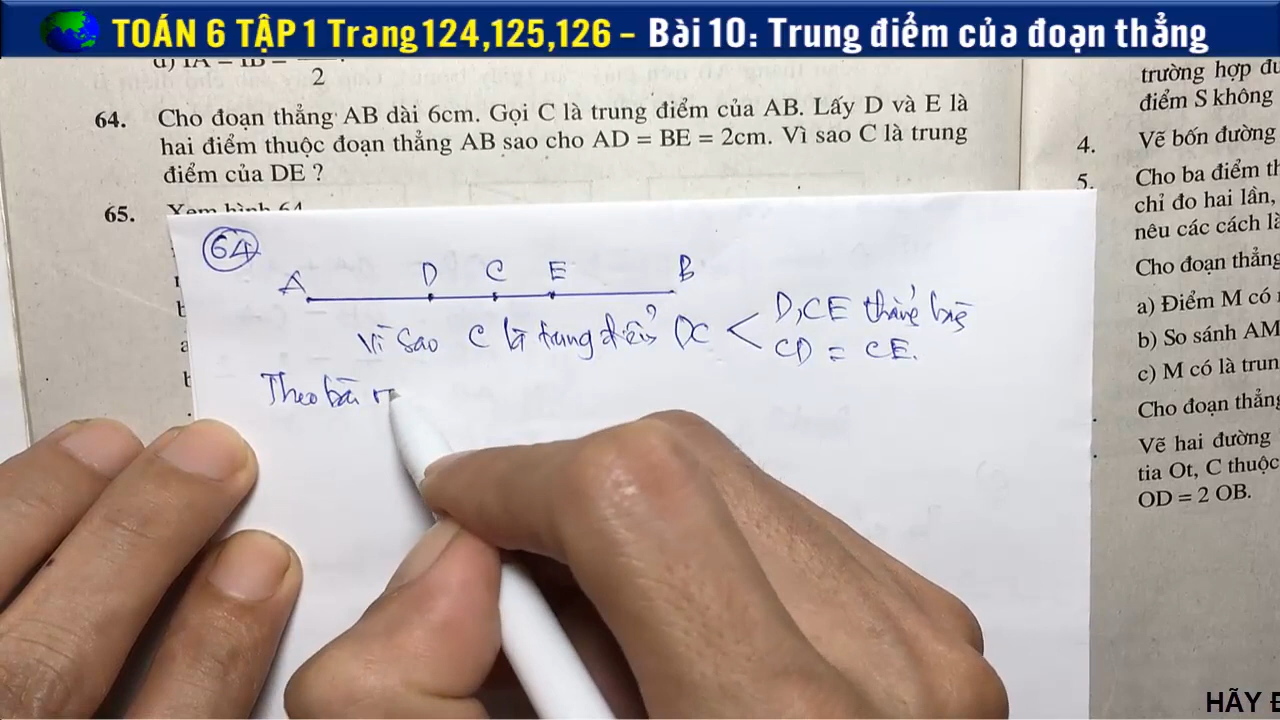 TOÁN 6 TẬP 1 Trang 124,125,126 - Bài 10: Trung điểm của đoạn thẳng
2
64. Cho đoạn thẳng AB dài 6cm. Gọi C là trung điểm của AB. Lấy D và E là
hai điểm thuộc đoạn thẳng AB sao cho AD = BE = 2cm. Vì sao C là trung
điểm của DE ?
65. Xem hình 64
64
A D C E B
Vì sao C là trung điểm DC < D,CE thẳng
CD = CE.
Theo bài
trường hợp
điểm S không
4. Vẽ bốn đường
5. Cho ba điểm
chỉ đo hai lần,
nêu các cách
Cho đoạn thẳng
a) Điểm M có
b) So sánh AM
c) M có là
Cho đoạn thẳng
Vẽ hai đường
tia Ot, C thuộc
OD = 2 OB.
HÃY